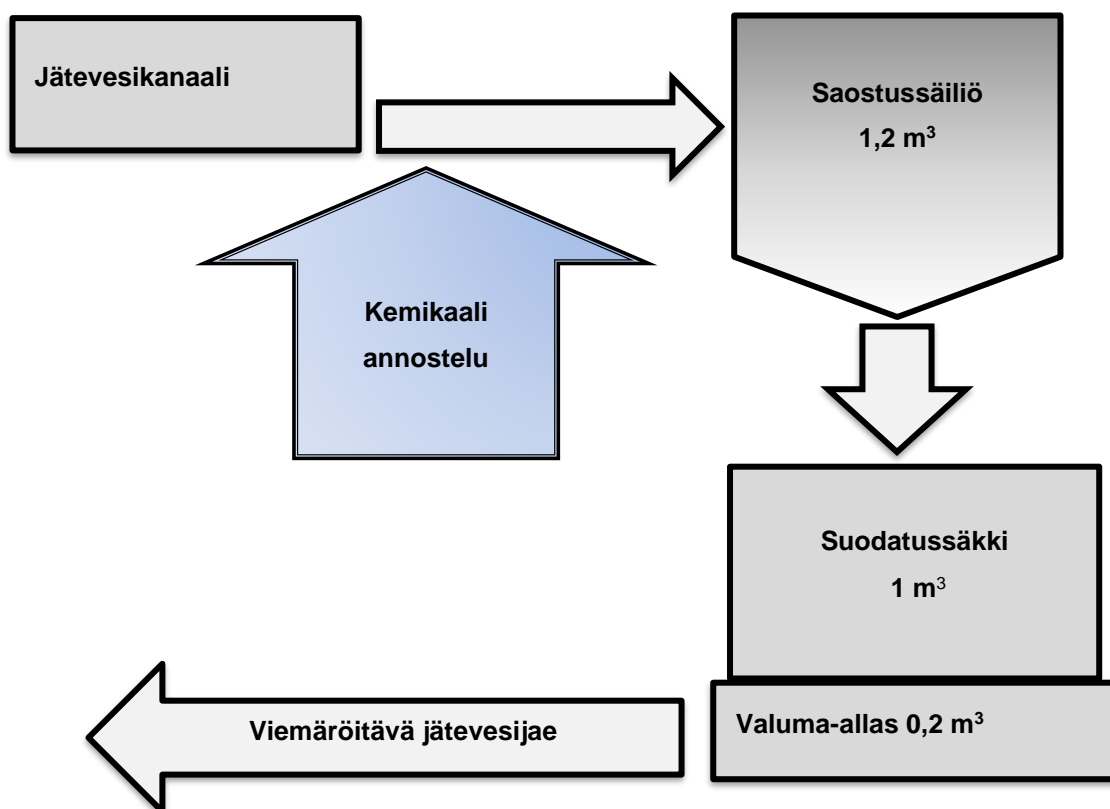 Jätevesikanaali
Saostussäiliö
1,2 m³
Kemikaali
annostelu
Suodatussäkki
1 m³
Valuma-allas 0,2 m³
Viemäröitävä jätevesijae